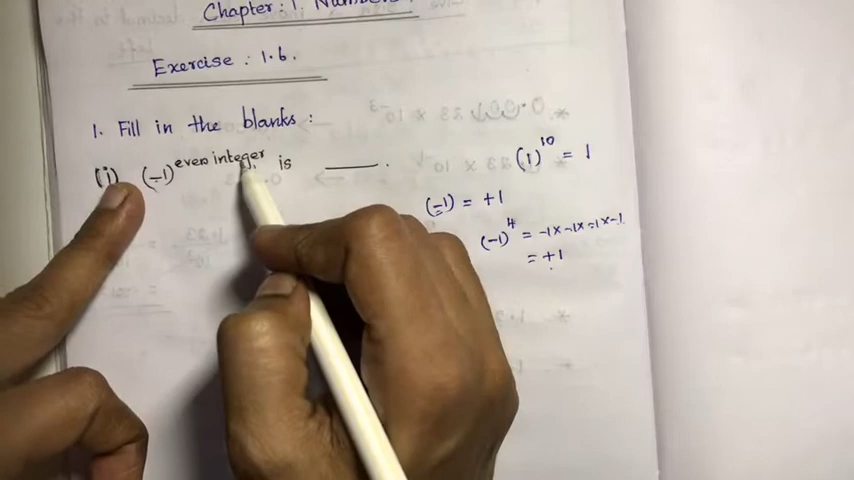 Chapter : 1. Numbers
Exercise : 1.6.
1. Fill in the blanks :
(i) (-1)^even integer is ______.
(1)^10 = 1
(-1) = +1
(-1)^4 = -1 x -1 x -1 x -1
= +1